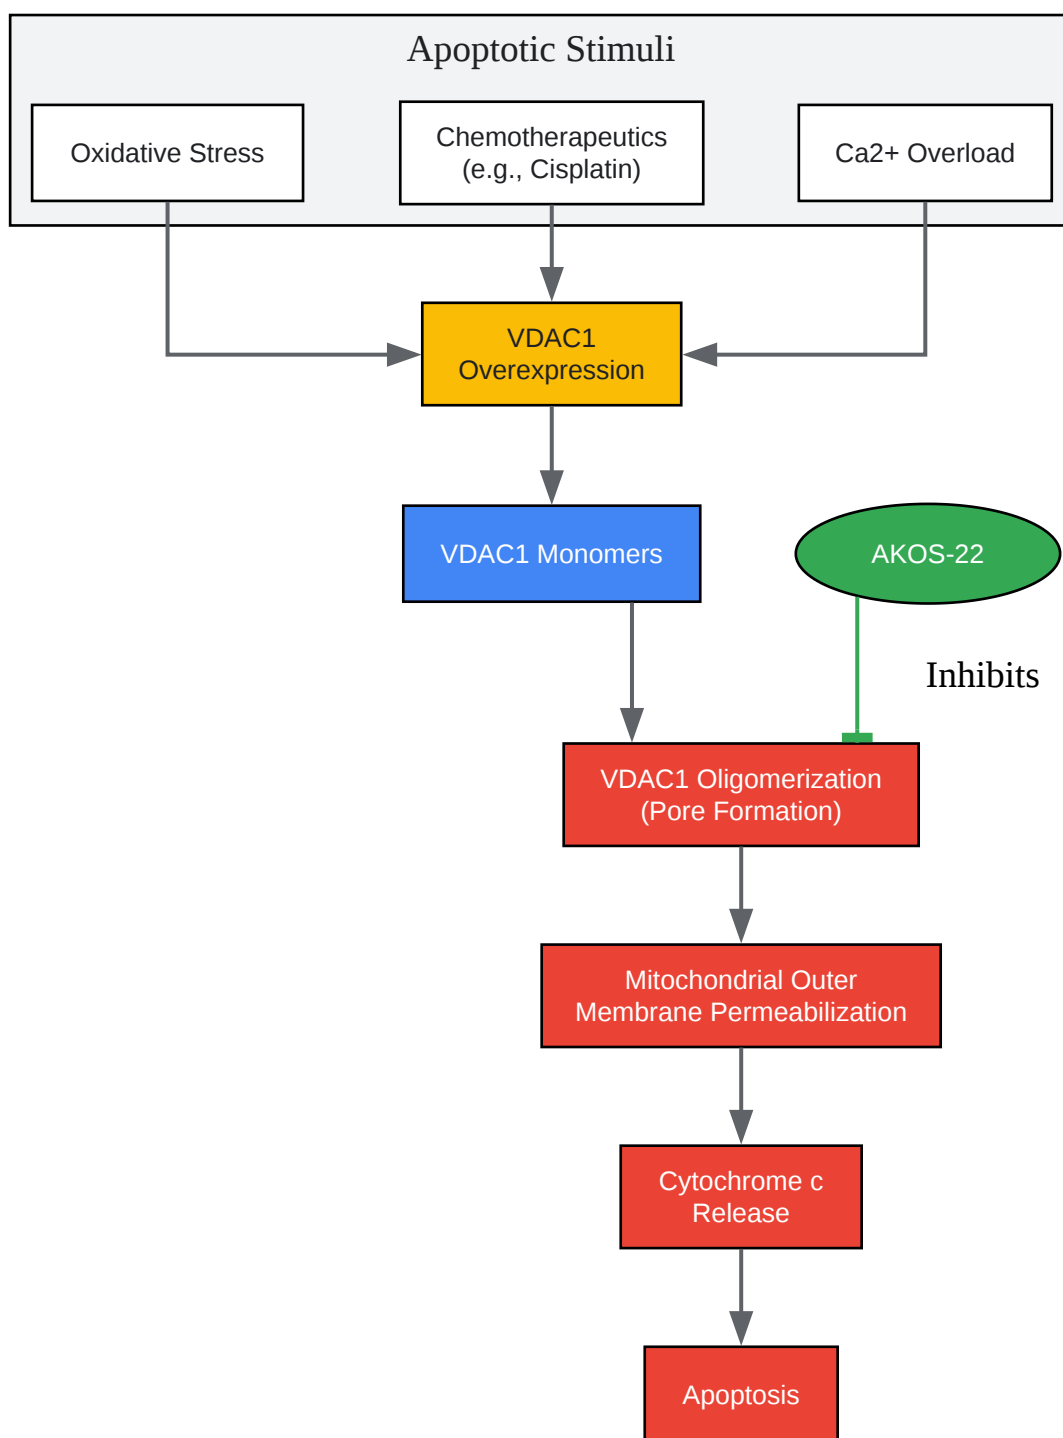 Apoptotic Stimuli
Oxidative Stress
Chemotherapeutics
(e.g., Cisplatin)
Ca2+ Overload
VDAC1
Overexpression
VDAC1 Monomers
AKOS-22
Inhibits
VDAC1 Oligomerization
(Pore Formation)
Mitochondrial Outer
Membrane Permeabilization
Cytochrome c
Release
Apoptosis